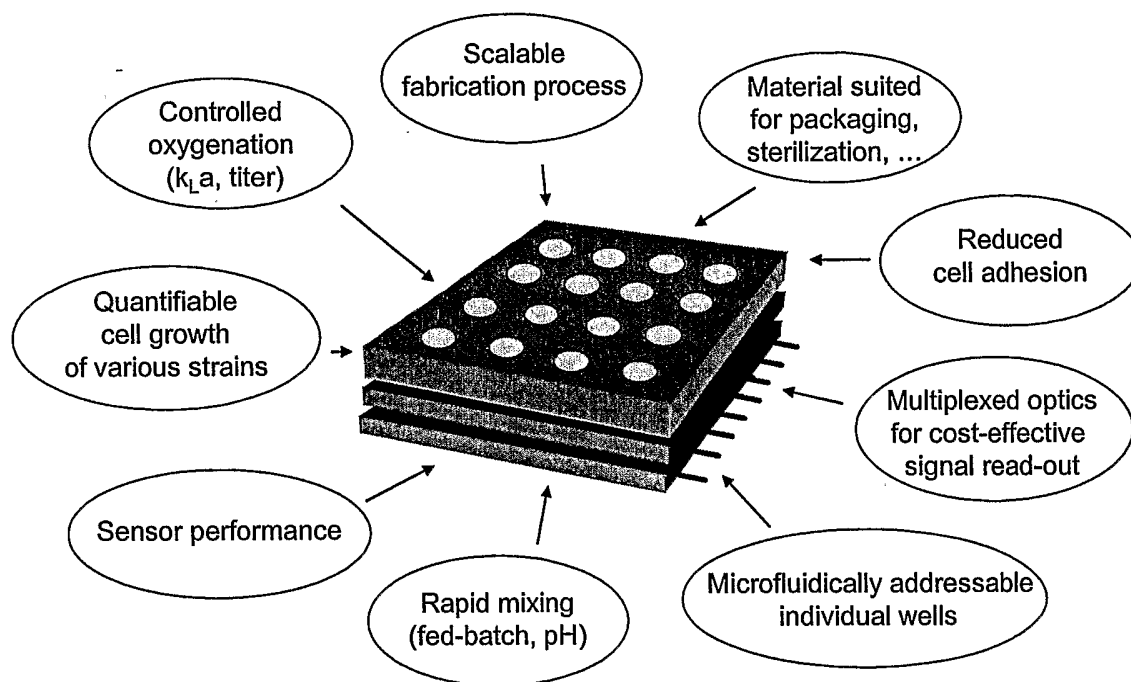 Scalable
fabrication process
Material suited
for packaging,
sterilization, ...
Controlled
oxygenation
(kLa, titer)
Reduced
cell adhesion
Quantifiable
cell growth
of various strains
Multiplexed optics
for cost-effective
signal read-out
Sensor performance
Microfluidically addressable
individual wells
Rapid mixing
(fed-batch, pH)